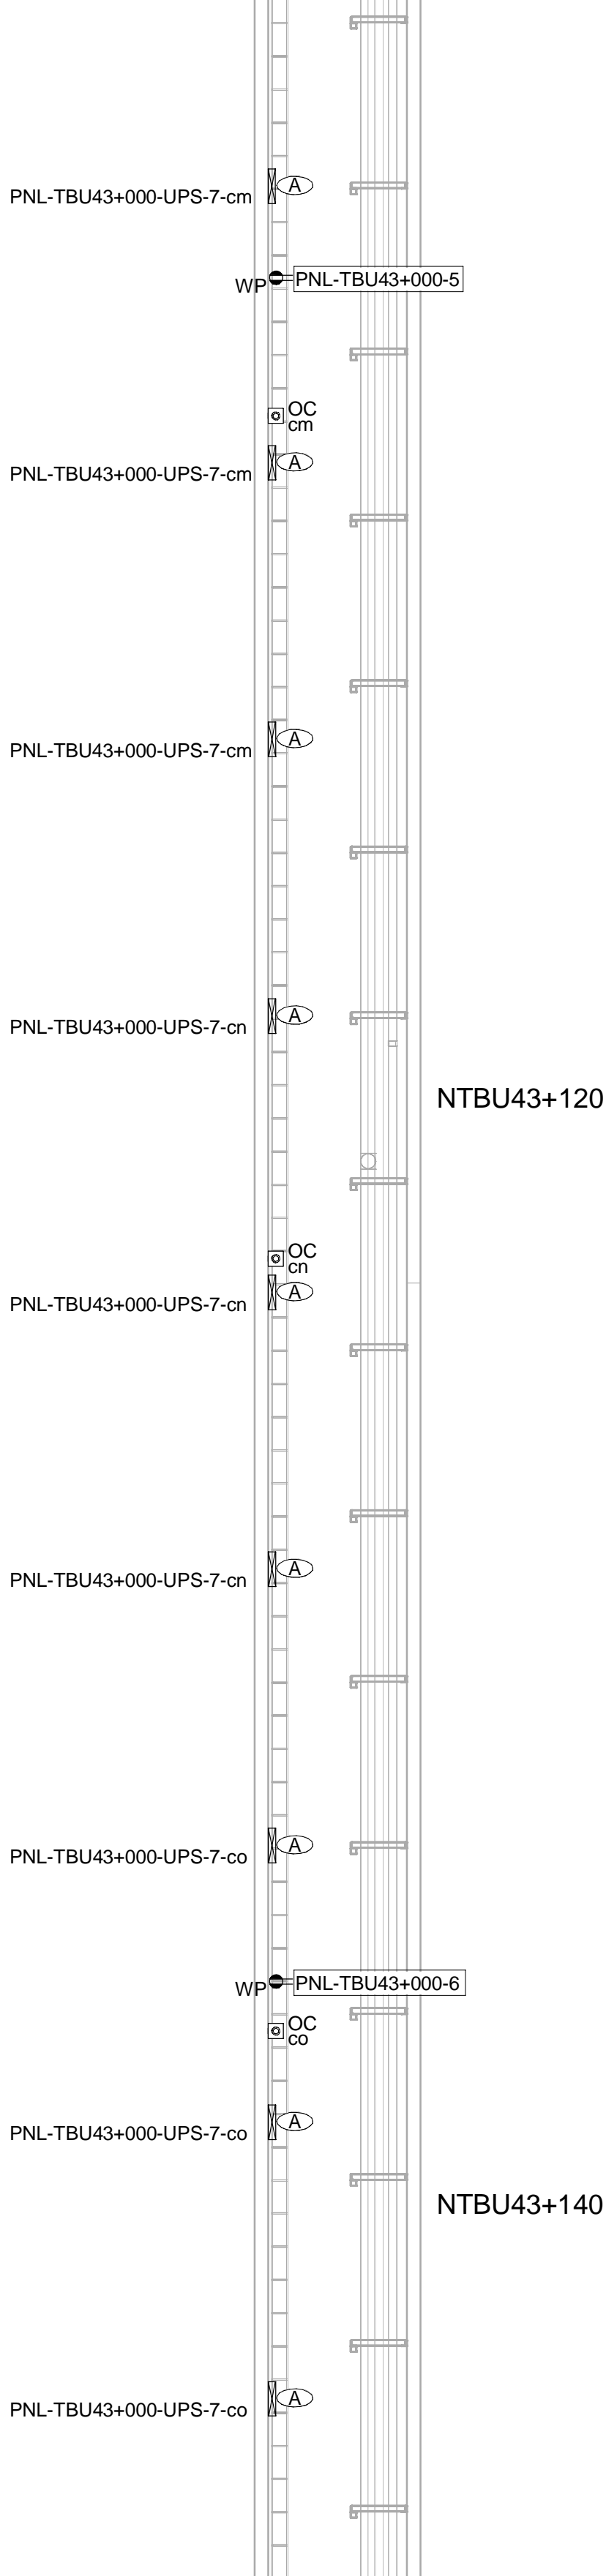 PNL-TBU43+000-UPS-7-cm
A
WP
PNL-TBU43+000-5
OC
cm
PNL-TBU43+000-UPS-7-cm
A
PNL-TBU43+000-UPS-7-cm
A
PNL-TBU43+000-UPS-7-cn
A
NTBU43+120
OC
cn
PNL-TBU43+000-UPS-7-cn
A
PNL-TBU43+000-UPS-7-cn
A
PNL-TBU43+000-UPS-7-co
A
WP
PNL-TBU43+000-6
OC
co
PNL-TBU43+000-UPS-7-co
A
NTBU43+140
PNL-TBU43+000-UPS-7-co
A